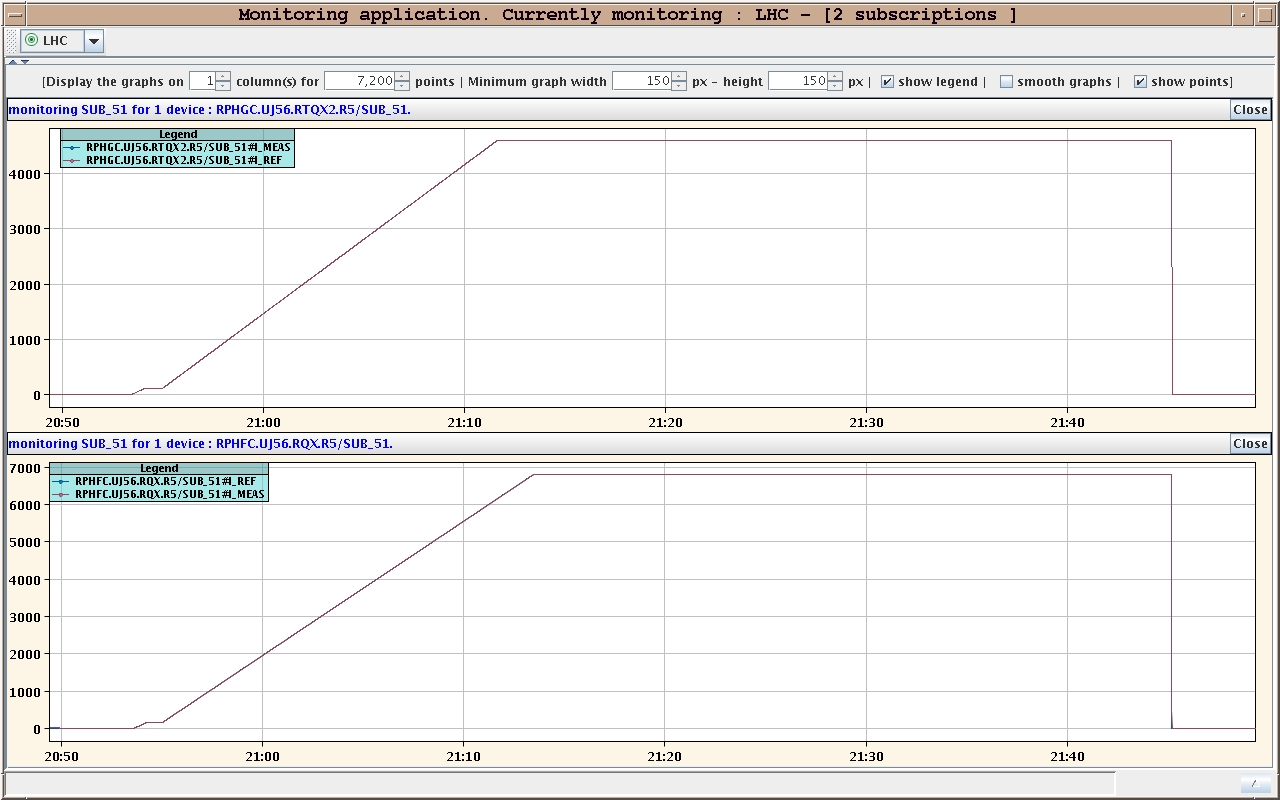 Monitoring application. Currently monitoring : LHC - [2 subscriptions ]
LHC
[Display the graphs on 1 column(s) for 7,200 points | Minimum graph width 150 px - height 150 px | show legend | smooth graphs | show points]
monitoring SUB_51 for 1 device : RPHGC.UJ56.RTQX2.R5/SUB_51. Close
Legend
RPHGC.UJ56.RTQX2.R5/SUB_51#I_MEAS
RPHGC.UJ56.RTQX2.R5/SUB_51#I_REF
4000
3000
2000
1000
0
20:50 21:00 21:10 21:20 21:30 21:40
monitoring SUB_51 for 1 device : RPHFC.UJ56.RQX.R5/SUB_51. Close
Legend
RPHFC.UJ56.RQX.R5/SUB_51#I_REF
RPHFC.UJ56.RQX.R5/SUB_51#I_MEAS
7000
6000
5000
4000
3000
2000
1000
0
20:50 21:00 21:10 21:20 21:30 21:40